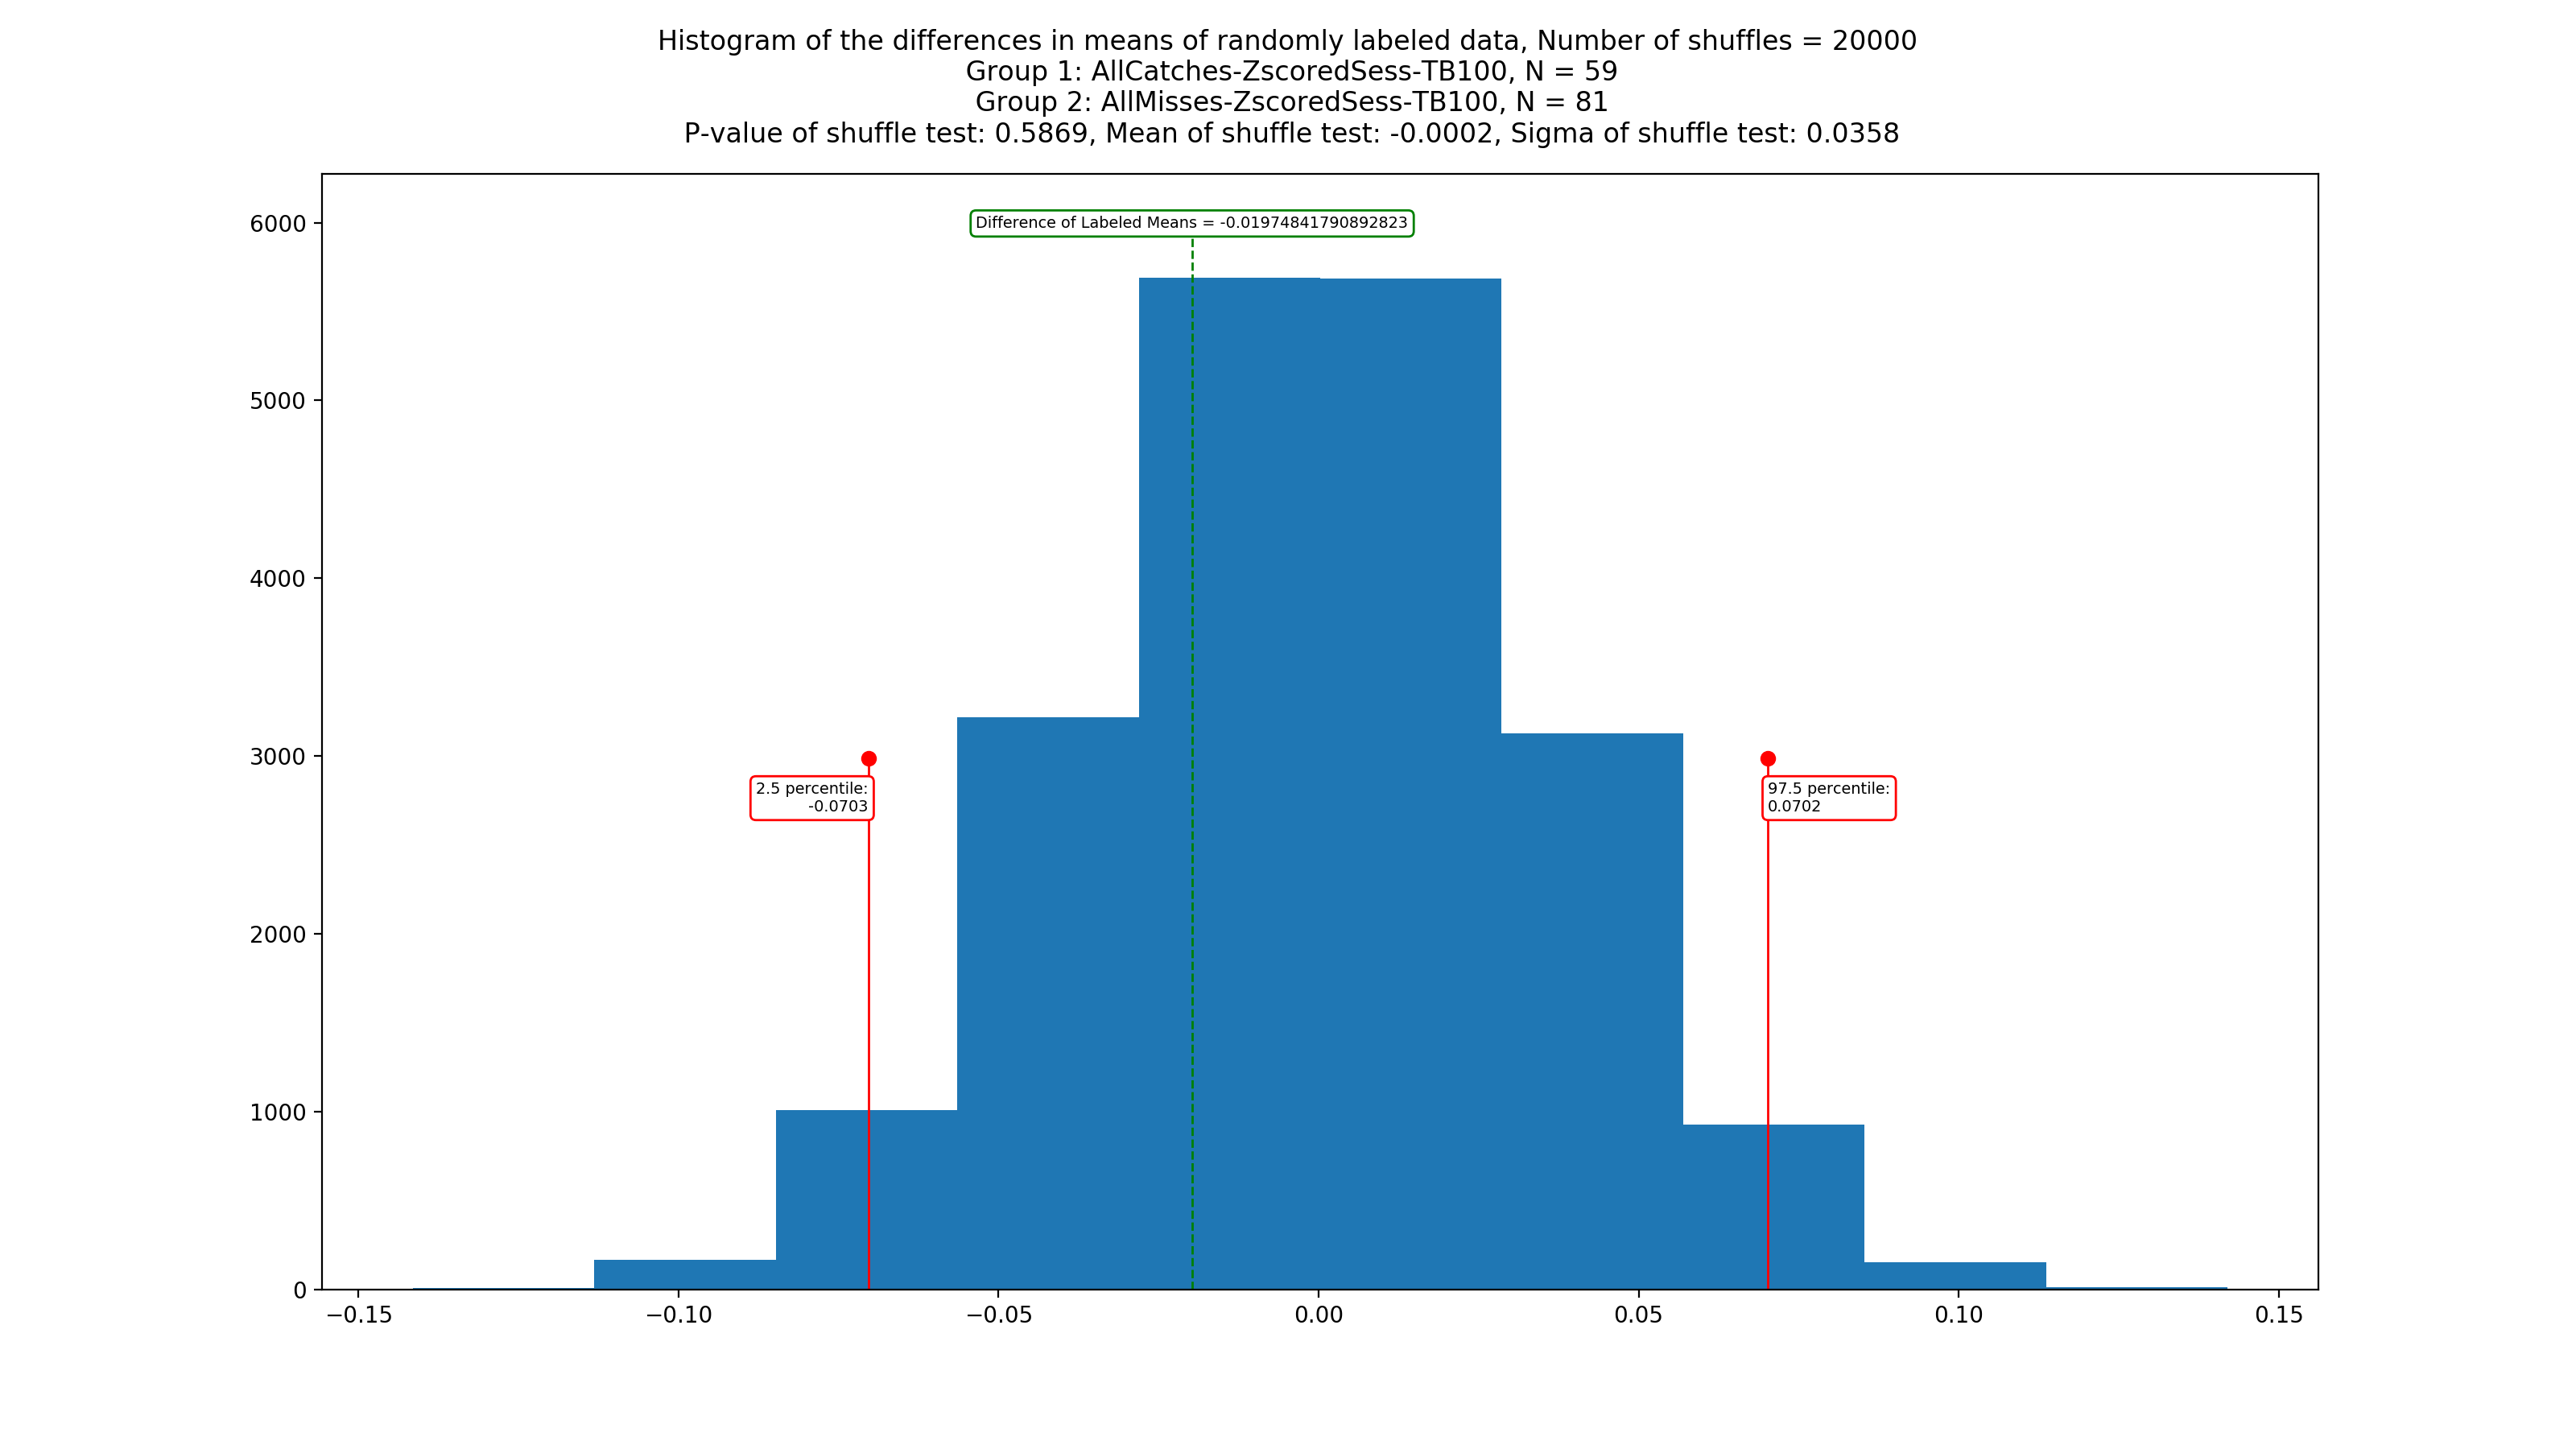 Histogram of the differences in means of randomly labeled data, Number of shuffles = 20000
Group 1: AllCatches-ZscoredSess-TB100, N = 59
Group 2: AllMisses-ZscoredSess-TB100, N = 81
P-value of shuffle test: 0.5869, Mean of shuffle test: -0.0002, Sigma of shuffle test: 0.0358
6000
Difference of Labeled Means = -0.01974841790892823
5000
4000
3000
2.5 percentile:
-0.0703
97.5 percentile:
0.0702
2000
1000
0
−0.15 −0.10 −0.05 0.00 0.05 0.10 0.15